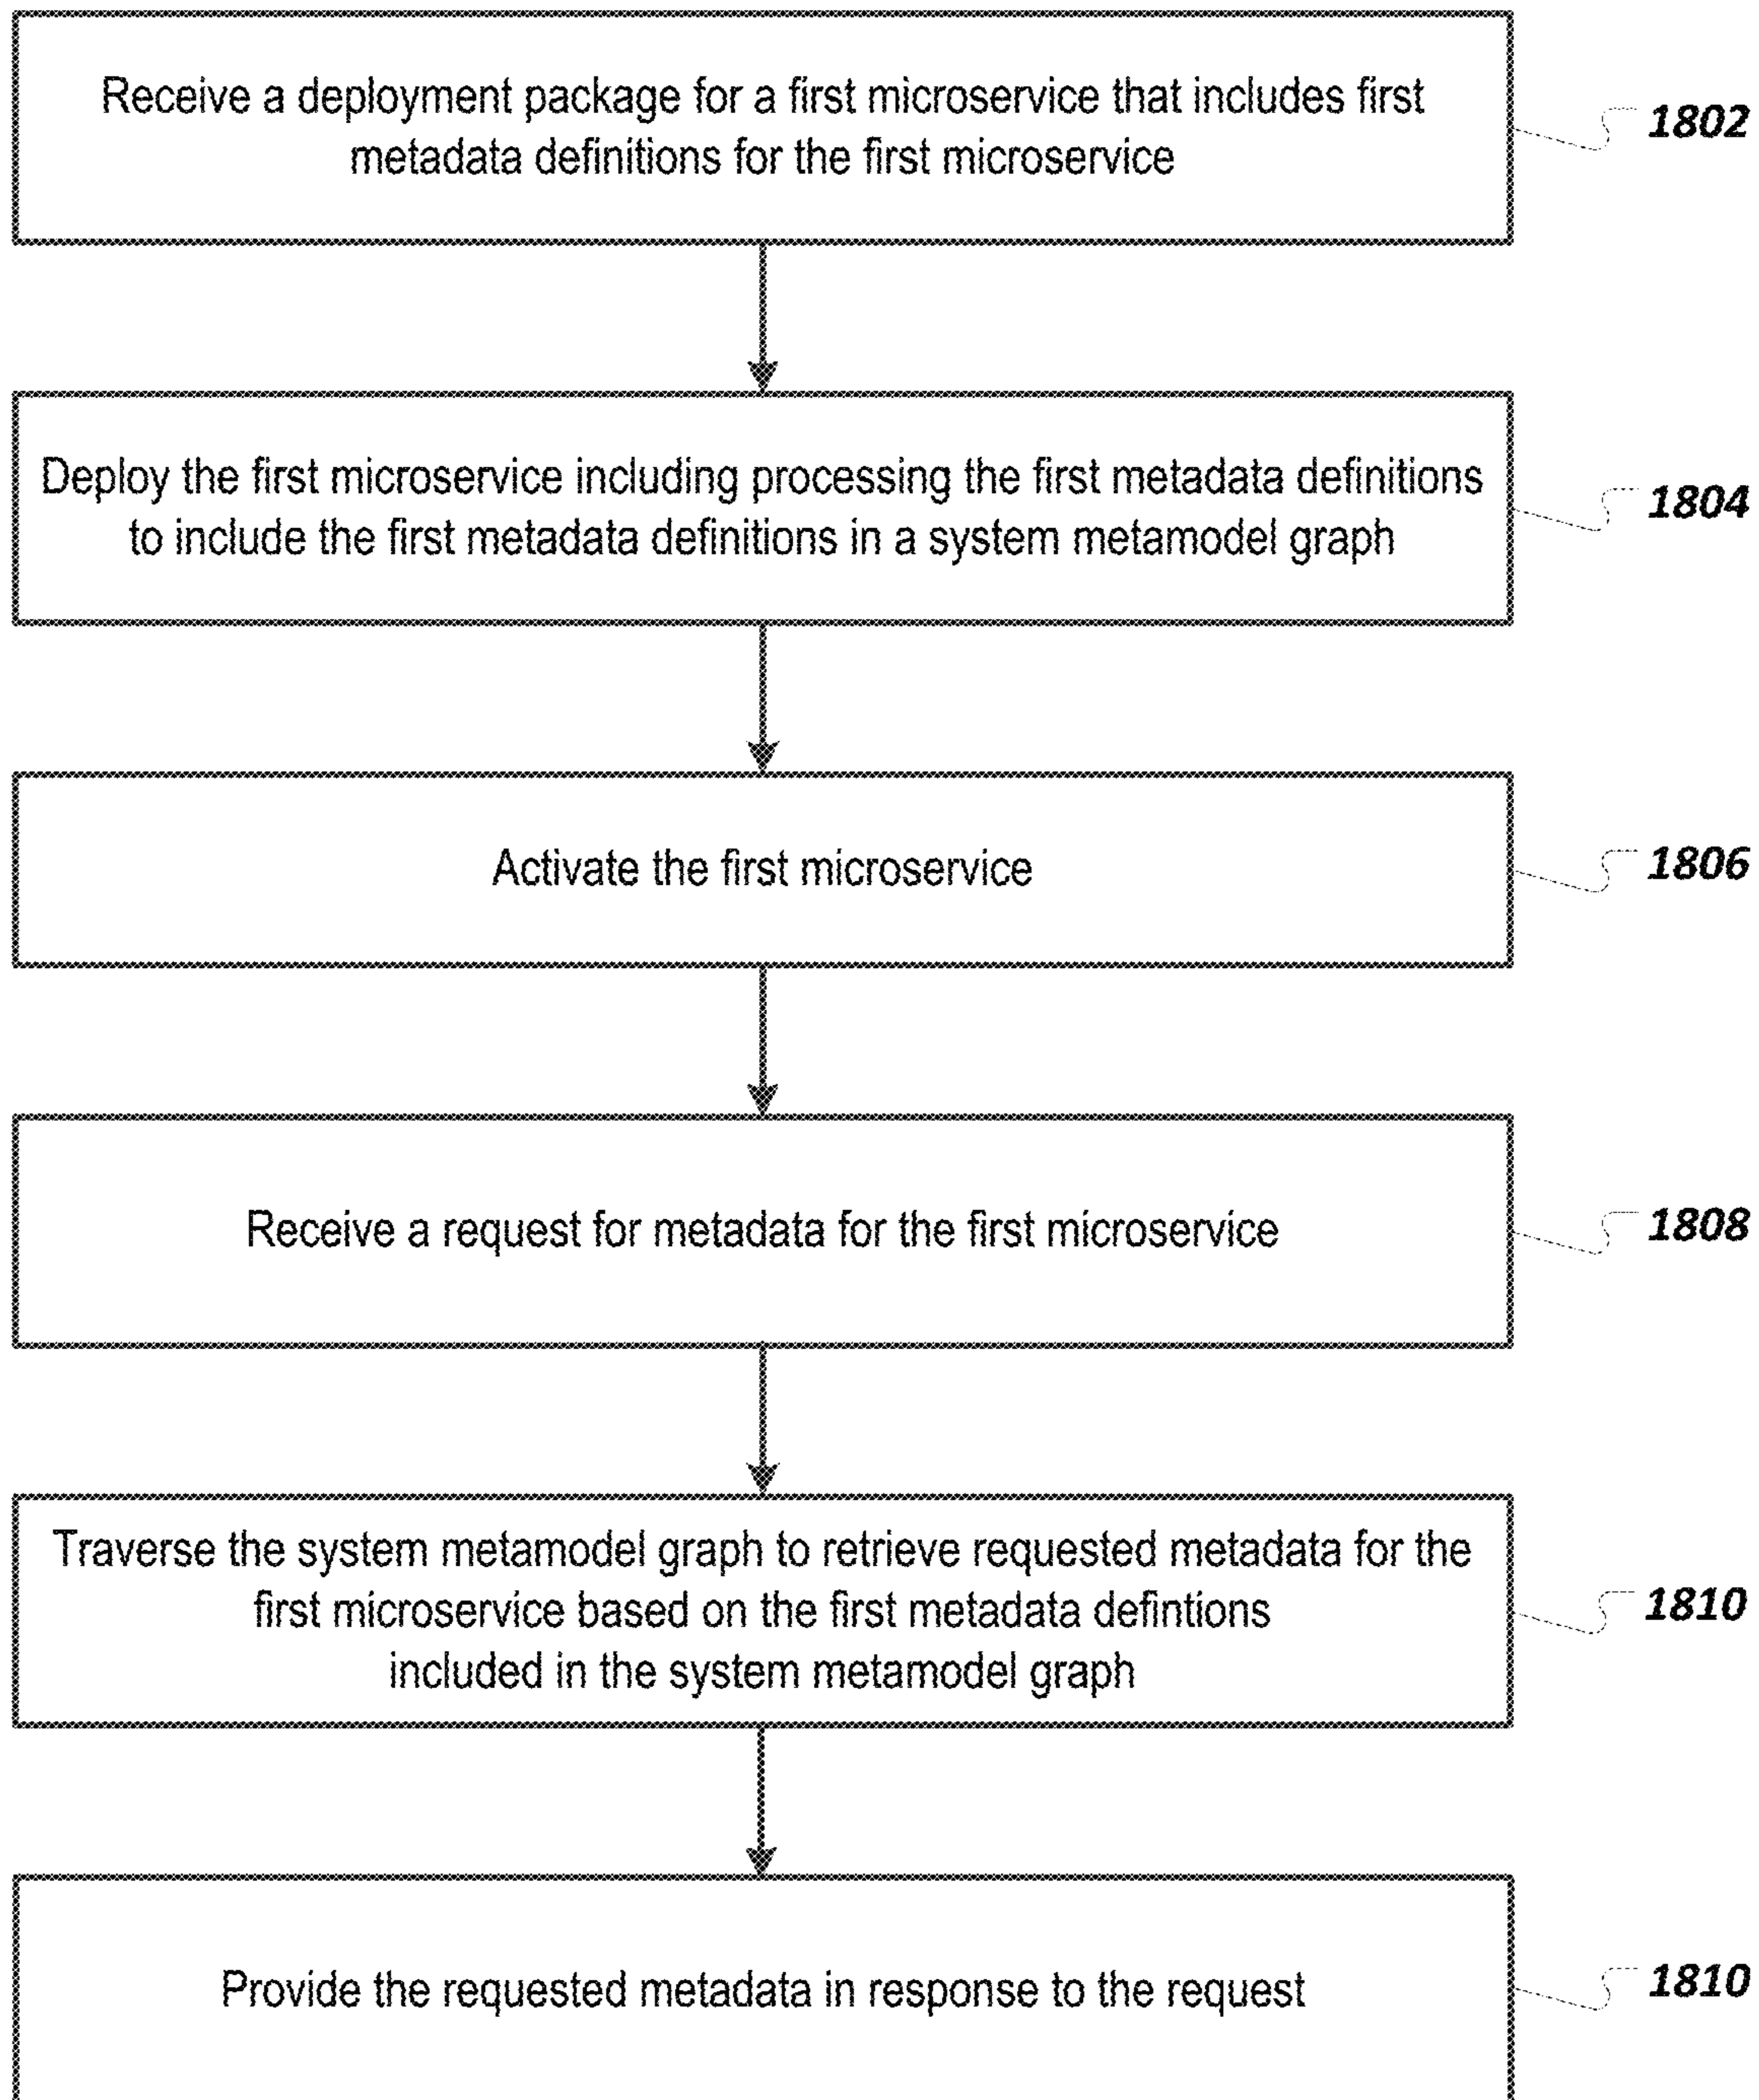 Receive a deployment package for a first microservice that includes first
metadata definitions for the first microservice
1802
Deploy the first microservice including processing the first metadata definitions
to include the first metadata definitions in a system metamodel graph
1804
Activate the first microservice
1806
Receive a request for metadata for the first microservice
1808
Traverse the system metamodel graph to retrieve requested metadata for the
first microservice based on the first metadata defintions
included in the system metamodel graph
1810
Provide the requested metadata in response to the request
1810